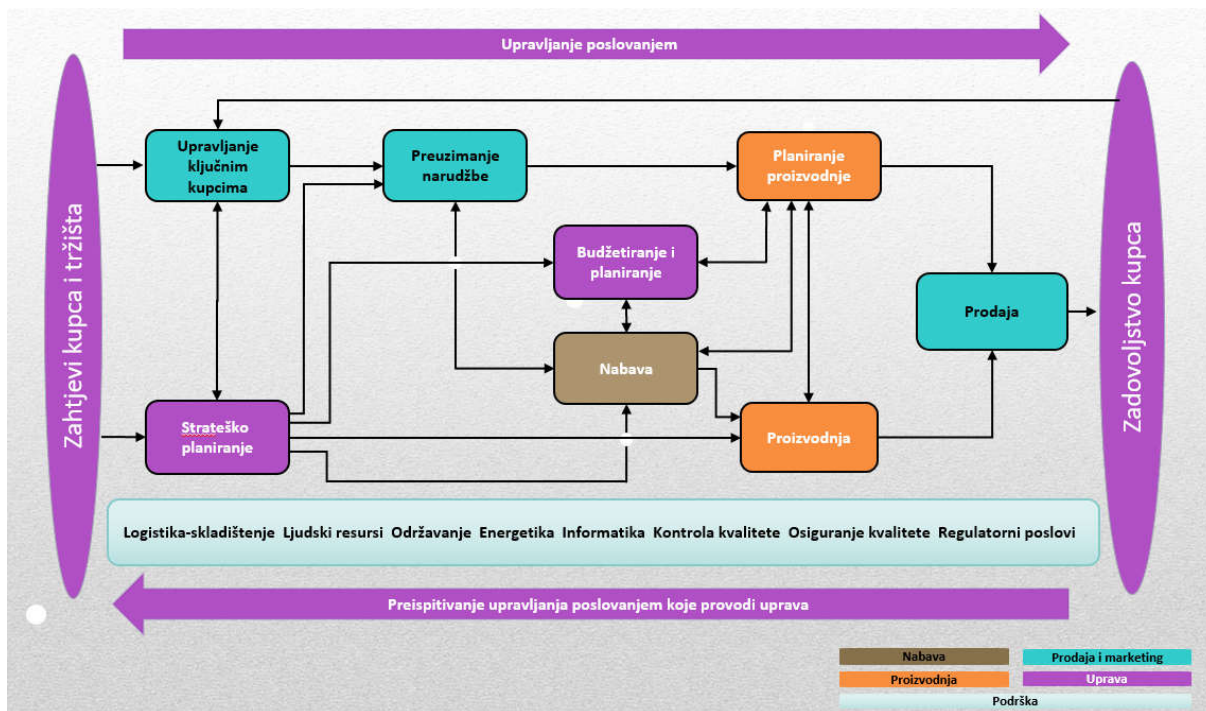 Upravljanje poslovanjem
Zahtjevi kupca i tržišta
Upravljanje
ključnim
kupcima
Preuzimanje
narudžbe
Planiranje
proizvodnje
Budžetiranje i
planiranje
Prodaja
Zadovoljstvo kupca
Nabava
Strateško
planiranje
Proizvodnja
Logistika-skladištenje Ljudski resursi Održavanje Energetika Informatika Kontrola kvalitete Osiguranje kvalitete Regulatorni poslovi
Preispitivanje upravljanja poslovanjem koje provodi uprava
Nabava
Prodaja i marketing
Proizvodnja
Uprava
Podrška